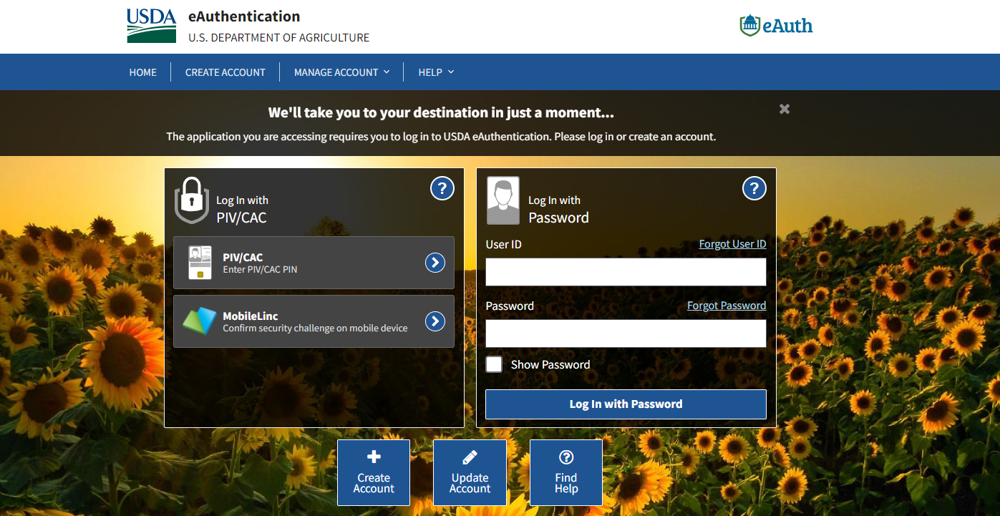 USDA
eAuthentication
U.S. DEPARTMENT OF AGRICULTURE
eAuth
HOME
CREATE ACCOUNT
MANAGE ACCOUNT
HELP
We'll take you to your destination in just a moment...
The application you are accessing requires you to log in to USDA eAuthentication. Please log in or create an account.
Log In with
PIV/CAC
?
PIV/CAC
Enter PIV/CAC PIN
MobileLinc
Confirm security challenge on mobile device
Log In with
Password
?
User ID
Forgot User ID
Password
Forgot Password
Show Password
Log In with Password
Create
Account
Update
Account
Find
Help